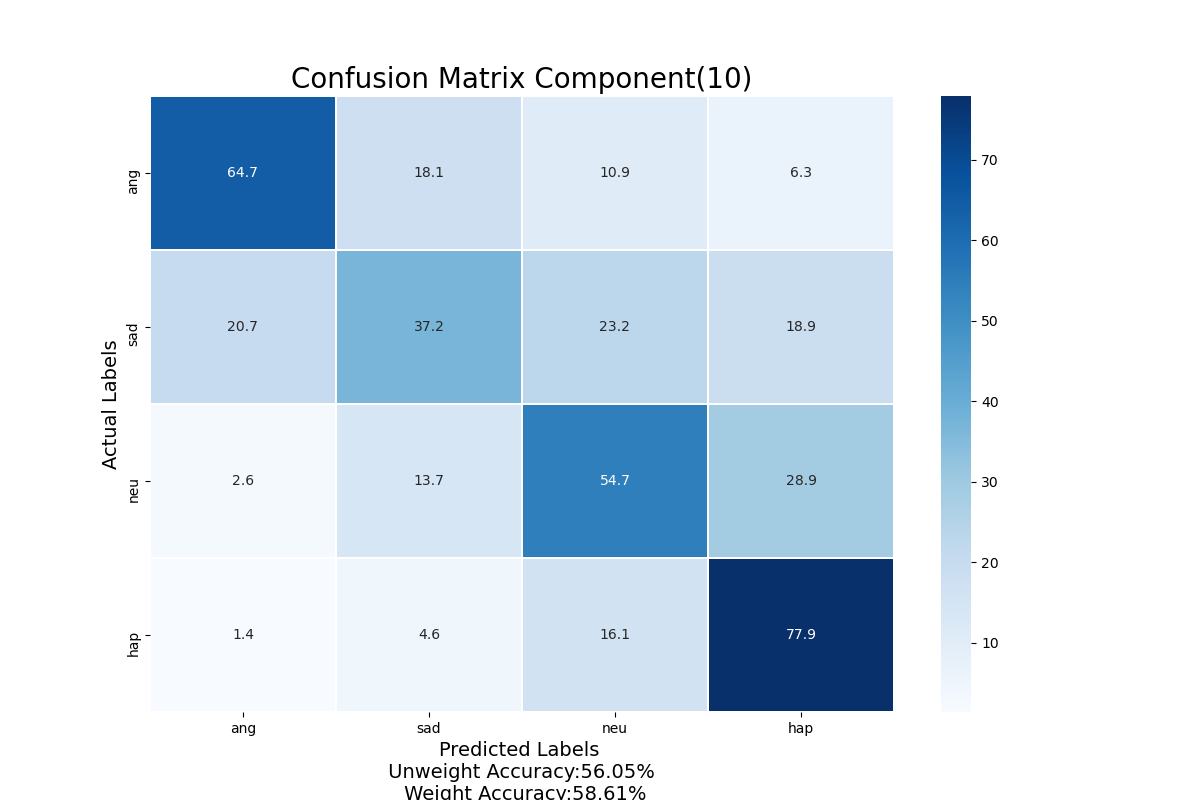 Confusion Matrix Component(10)
ang 64.7 18.1 10.9 6.3
sad 20.7 37.2 23.2 18.9
neu 2.6 13.7 54.7 28.9
hap 1.4 4.6 16.1 77.9
ang sad neu hap
Actual Labels
Predicted Labels
Unweight Accuracy:56.05%
Weight Accuracy:58.61%
70
60
50
40
30
20
10